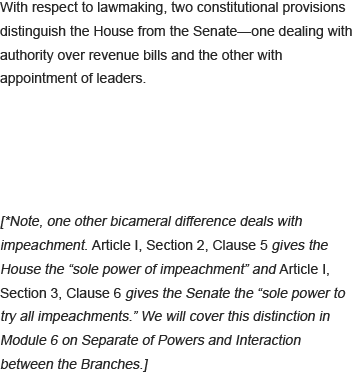 With respect to lawmaking, two constitutional provisions
distinguish the House from the Senate—one dealing with
authority over revenue bills and the other with
appointment of leaders.
[*Note, one other bicameral difference deals with
impeachment. Article I, Section 2, Clause 5 gives the
House the “sole power of impeachment” and Article I,
Section 3, Clause 6 gives the Senate the “sole power to
try all impeachments.” We will cover this distinction in
Module 6 on Separate of Powers and Interaction
between the Branches.]